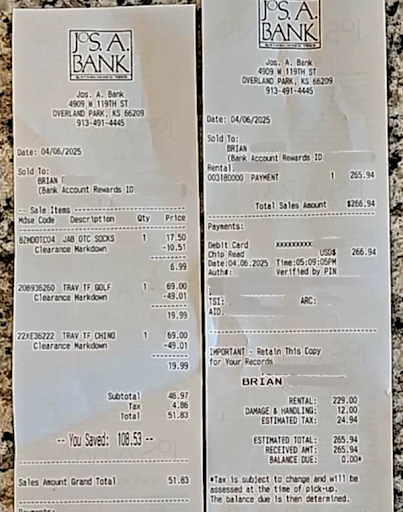 JoS. A.
BANK
Jos. A. Bank
4909 W 119TH ST
OVERLAND PARK, KS 66209
913-491-4445
Date: 04/06/2025
Sold To:
BRIAN
(Bank Account Rewards ID
-- Sale Items --
Mdse Code Description Qty Price
JAB OTC SOCKS 1 17.50
Clearance Markdown -10.51
6.99
208936260 TRAV TF GOLF 1 69.00
Clearance Markdown -49.01
19.99
22XE36222 TRAV TF CHINO 1 69.00
Clearance Markdown -49.01
19.99
Subtotal 46.97
Tax 4.86
Total 51.83
-- You Saved: 108.53 --
Sales Amount Grand Total 51.83
Payments:
JoS. A.
BANK
Jos. A. Bank
4909 W 119TH ST
OVERLAND PARK, KS 66209
913-491-4445
Date: 04/06/2025
Sold To:
BRIAN
(Bank Account Rewards ID
Rental
003180000 PAYMENT 1 265.94
Total Sales Amount $266.94
Payments:
Debit Card XXXXXXXXX
Chip Read USD$ 266.94
Date:04.06.2025 Time:05:09:05PM
Auth#: Verified by PIN
TSI: ARC:
AID:
IMPORTANT - Retain This Copy
for Your Records
BRIAN
RENTAL: 229.00
DAMAGE & HANDLING: 12.00
ESTIMATED TAX: 24.94
ESTIMATED TOTAL: 265.94
RECEIVED AMT: 265.94
BALANCE DUE: 0.00*
*Tax is subject to change and will be
assessed at the time of pick-up.
The balance due is then determined.